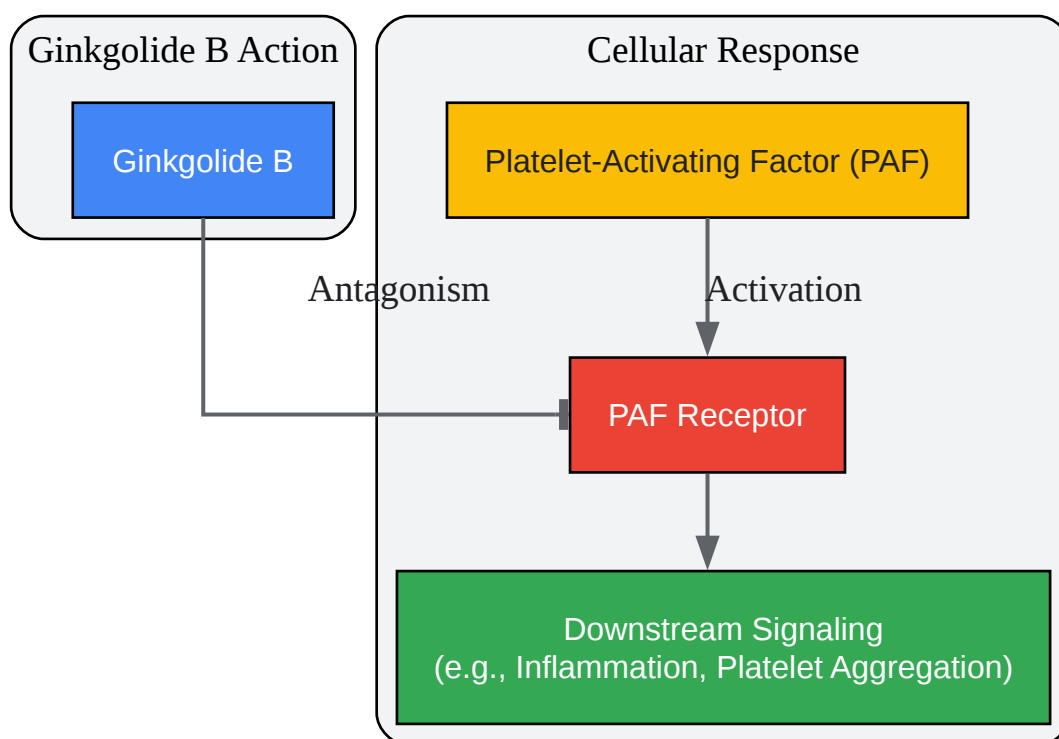 Ginkgolide B Action
Cellular Response
Ginkgolide B
Platelet-Activating Factor (PAF)
Antagonism
Activation
PAF Receptor
Downstream Signaling
(e.g., Inflammation, Platelet Aggregation)